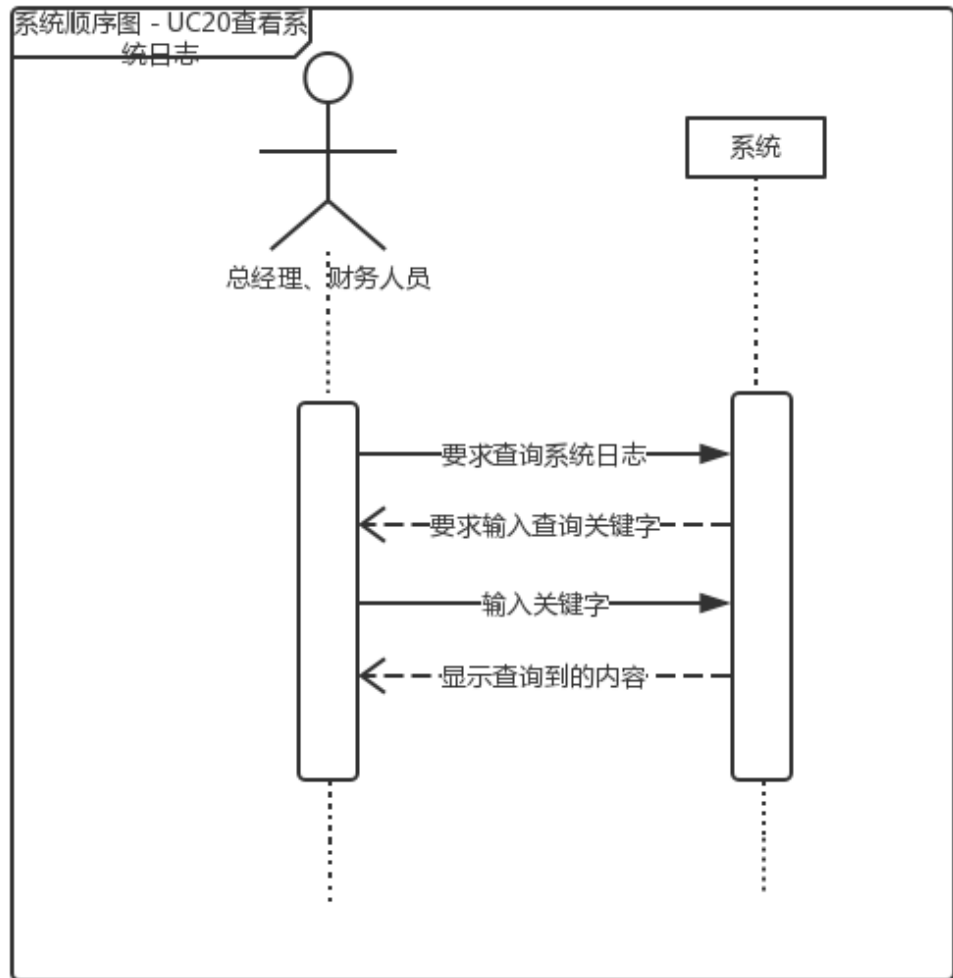 系统顺序图 - UC20查看系
统日志
系统
总经理、财务人员
要求查询系统日志
要求输入查询关键字
输入关键字
显示查询到的内容